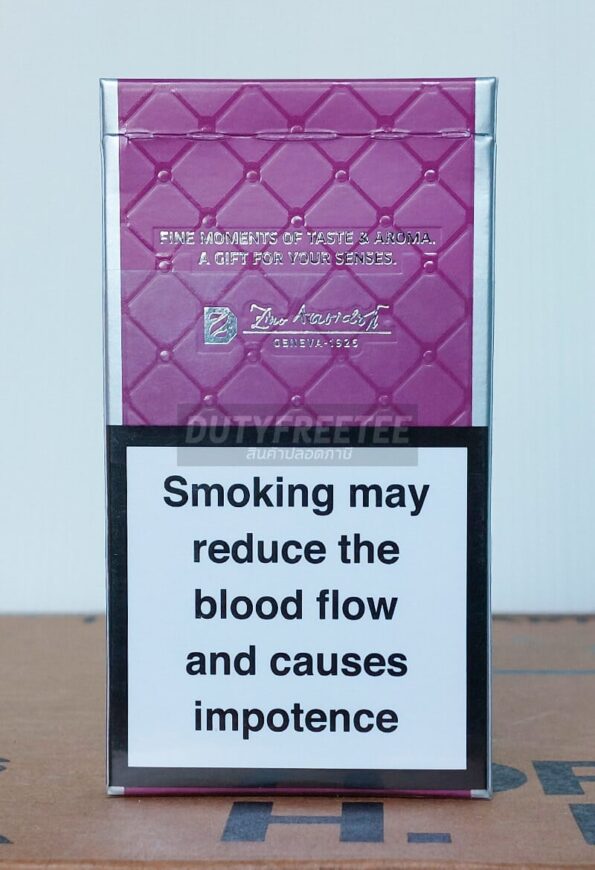 FINE MOMENTS OF TASTE & AROMA.
A GIFT FOR YOUR SENSES.
Zino Davidoff
GENEVA-1926
DUTYFREETEE
สินค้าปลอดภาษี
Smoking may
reduce the
blood flow
and causes
impotence
H.